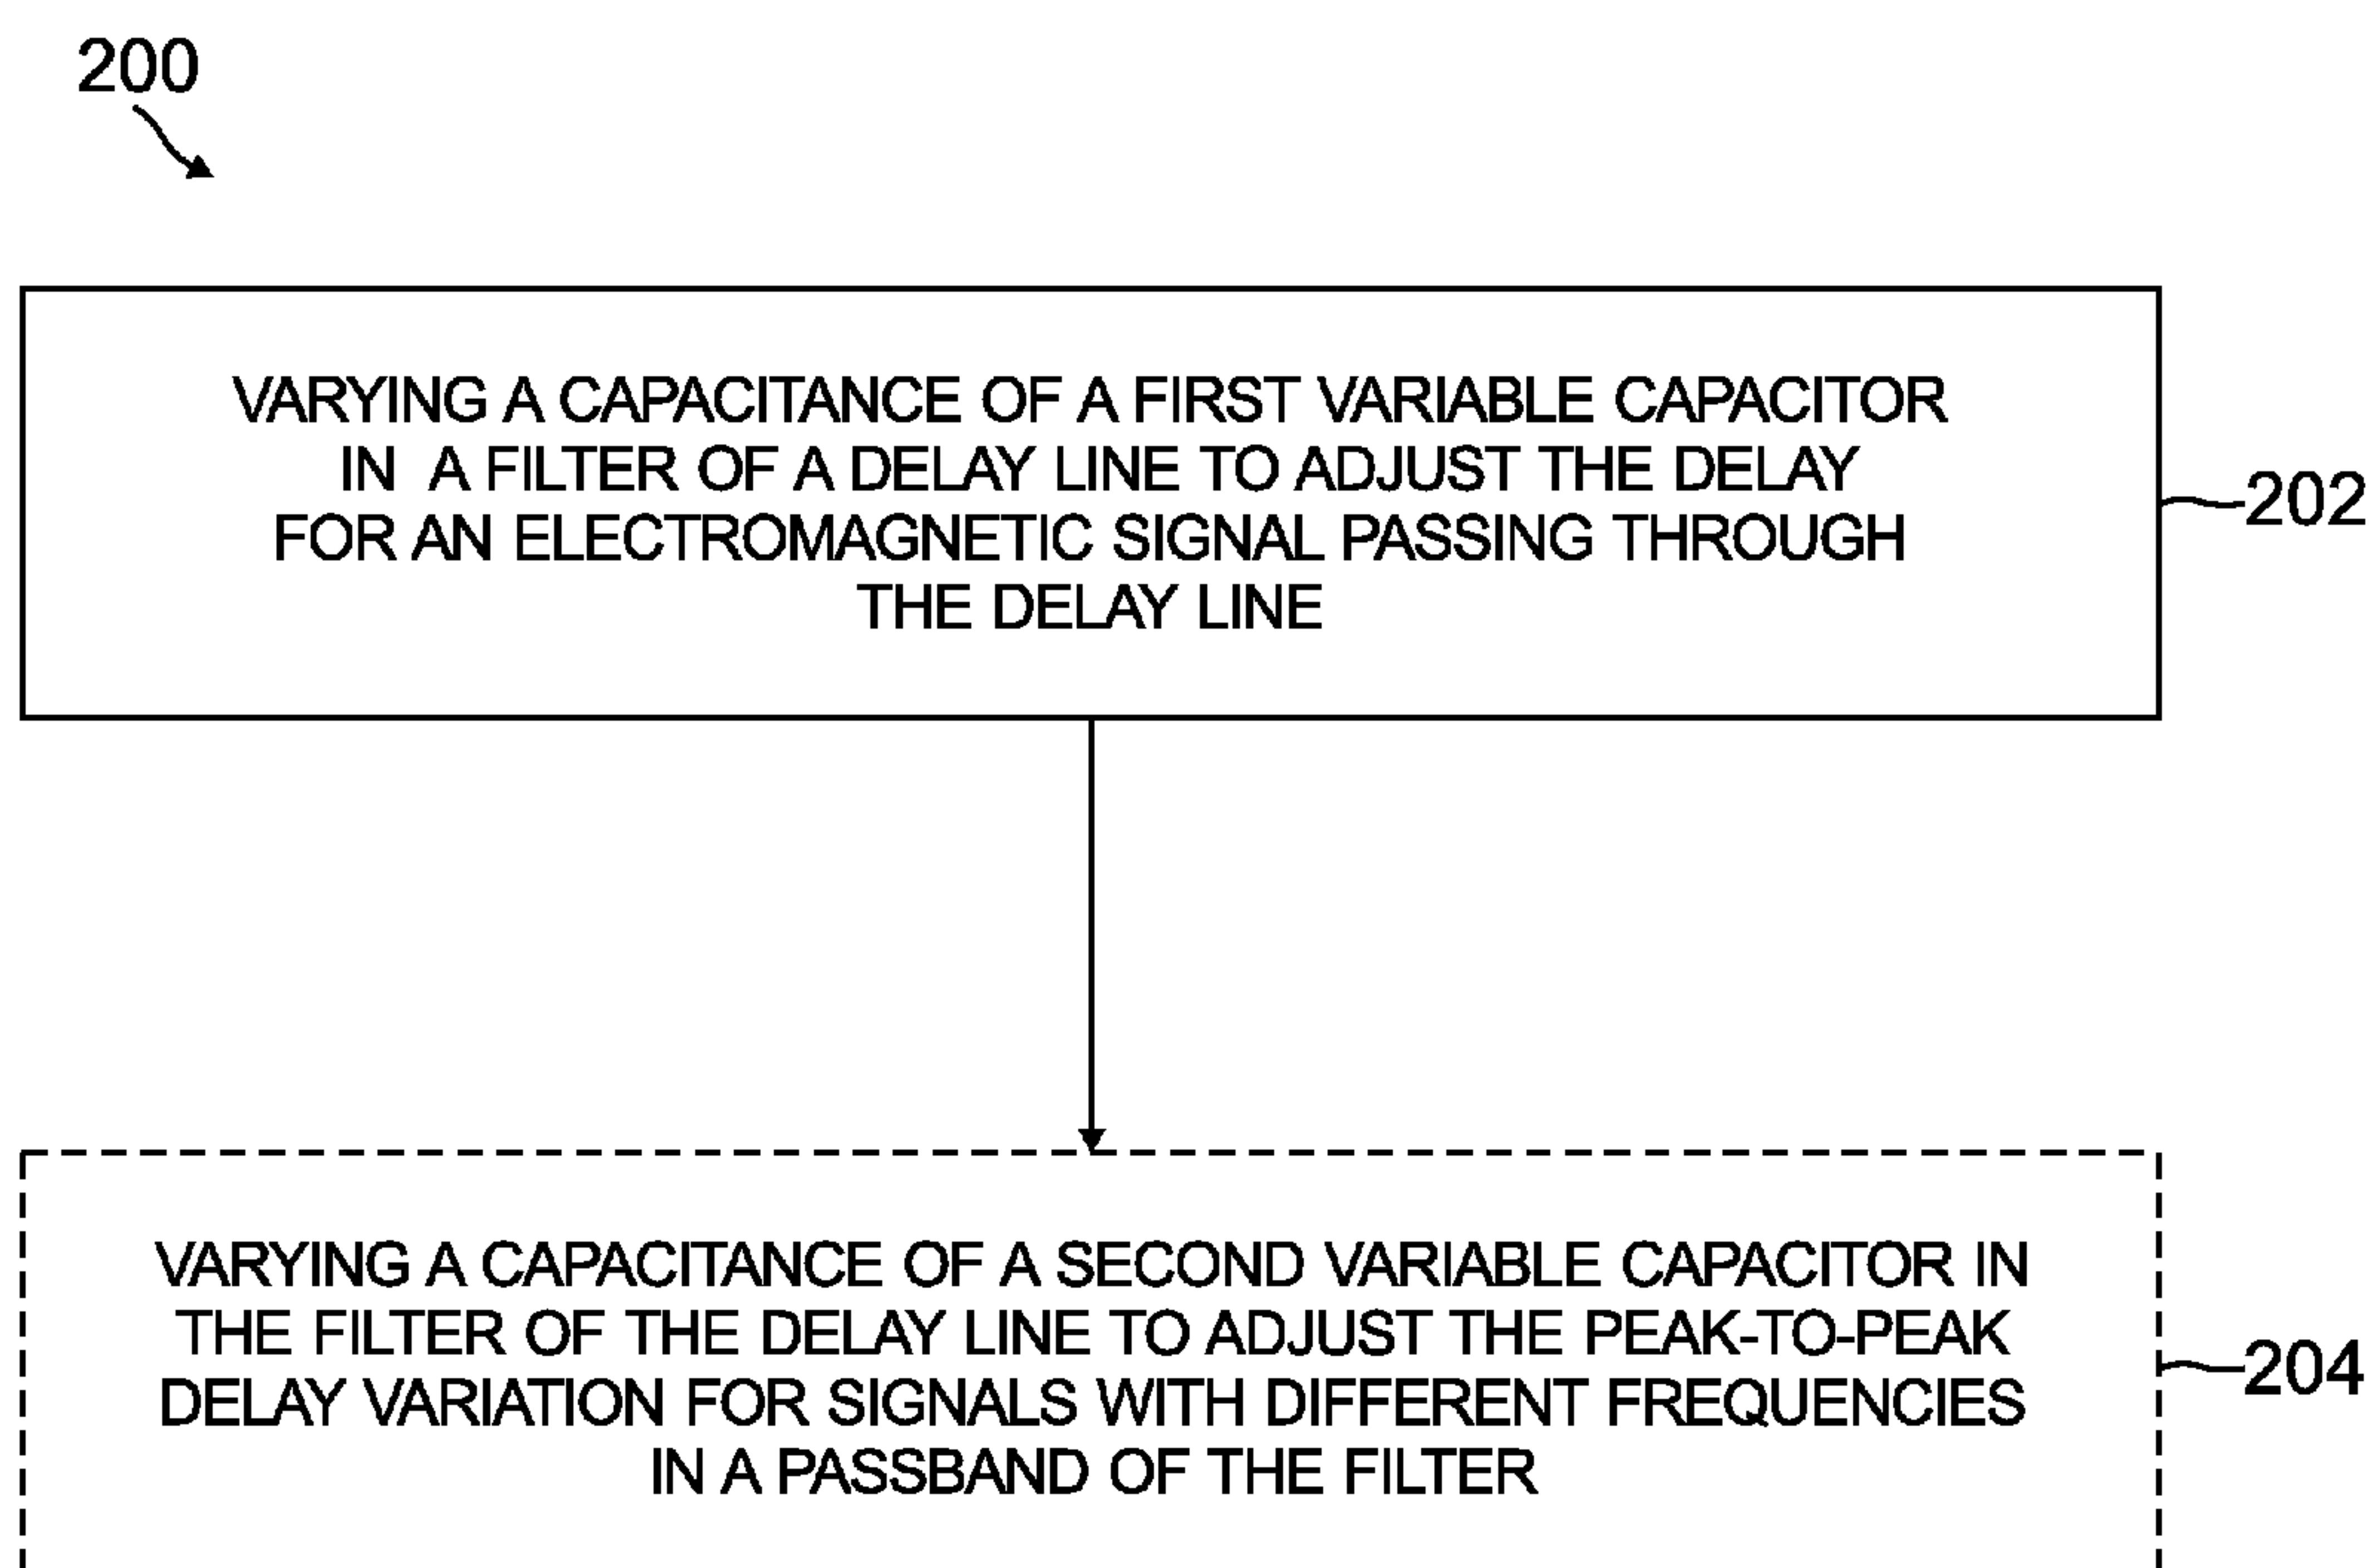 200
VARYING A CAPACITANCE OF A FIRST VARIABLE CAPACITOR
IN A FILTER OF A DELAY LINE TO ADJUST THE DELAY
FOR AN ELECTROMAGNETIC SIGNAL PASSING THROUGH
THE DELAY LINE
202
VARYING A CAPACITANCE OF A SECOND VARIABLE CAPACITOR IN
THE FILTER OF THE DELAY LINE TO ADJUST THE PEAK-TO-PEAK
DELAY VARIATION FOR SIGNALS WITH DIFFERENT FREQUENCIES
IN A PASSBAND OF THE FILTER
204